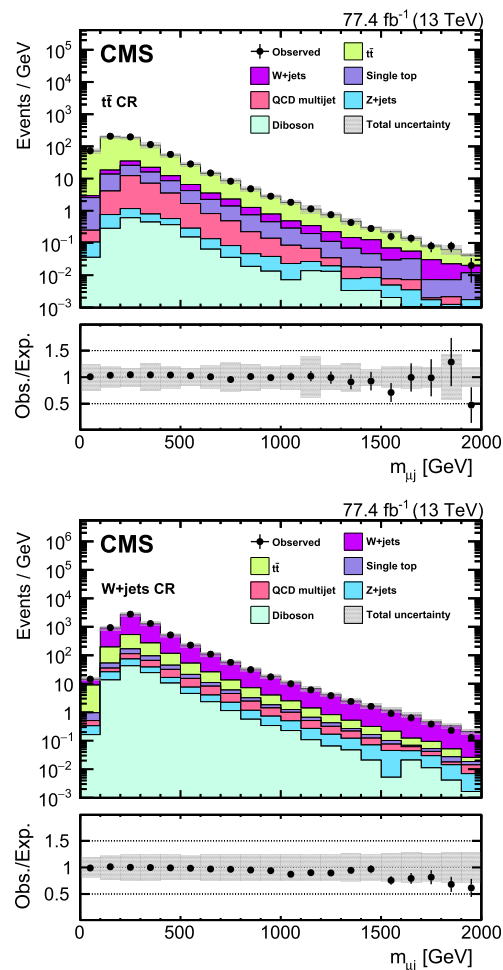 77.4 fb⁻¹ (13 TeV)
CMS
tt̄ CR
Observed
tt̄
W+jets
Single top
QCD multijet
Z+jets
Diboson
Total uncertainty
Events / GeV
10⁵
10⁴
10³
10²
10
1
10⁻¹
10⁻²
10⁻³
Obs./Exp.
1.5
1
0.5
0 500 1000 1500 2000
m_μj [GeV]
77.4 fb⁻¹ (13 TeV)
CMS
W+jets CR
Observed
W+jets
tt̄
Single top
QCD multijet
Z+jets
Diboson
Total uncertainty
Events / GeV
10⁶
10⁵
10⁴
10³
10²
10
1
10⁻¹
10⁻²
10⁻³
Obs./Exp.
1.5
1
0.5
0 500 1000 1500 2000
m_μj [GeV]